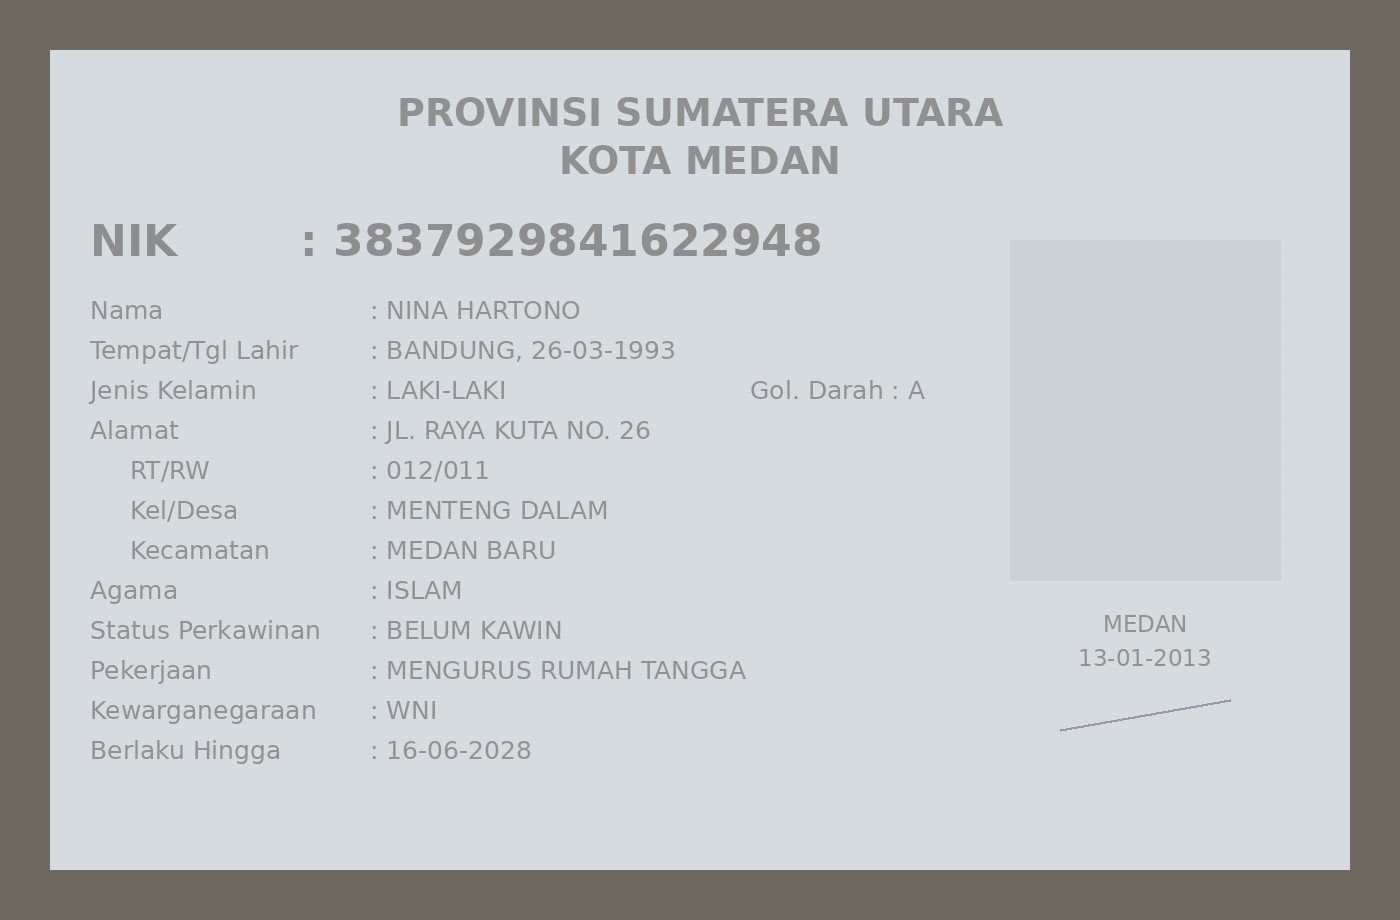 PROVINSI SUMATERA UTARA
KOTA MEDAN
NIK : 3837929841622948
Nama : NINA HARTONO
Tempat/Tgl Lahir : BANDUNG, 26-03-1993
Jenis Kelamin : LAKI-LAKI Gol. Darah : A
Alamat : JL. RAYA KUTA NO. 26
RT/RW : 012/011
Kel/Desa : MENTENG DALAM
Kecamatan : MEDAN BARU
Agama : ISLAM
Status Perkawinan : BELUM KAWIN
Pekerjaan : MENGURUS RUMAH TANGGA
Kewarganegaraan : WNI
Berlaku Hingga : 16-06-2028
MEDAN
13-01-2013